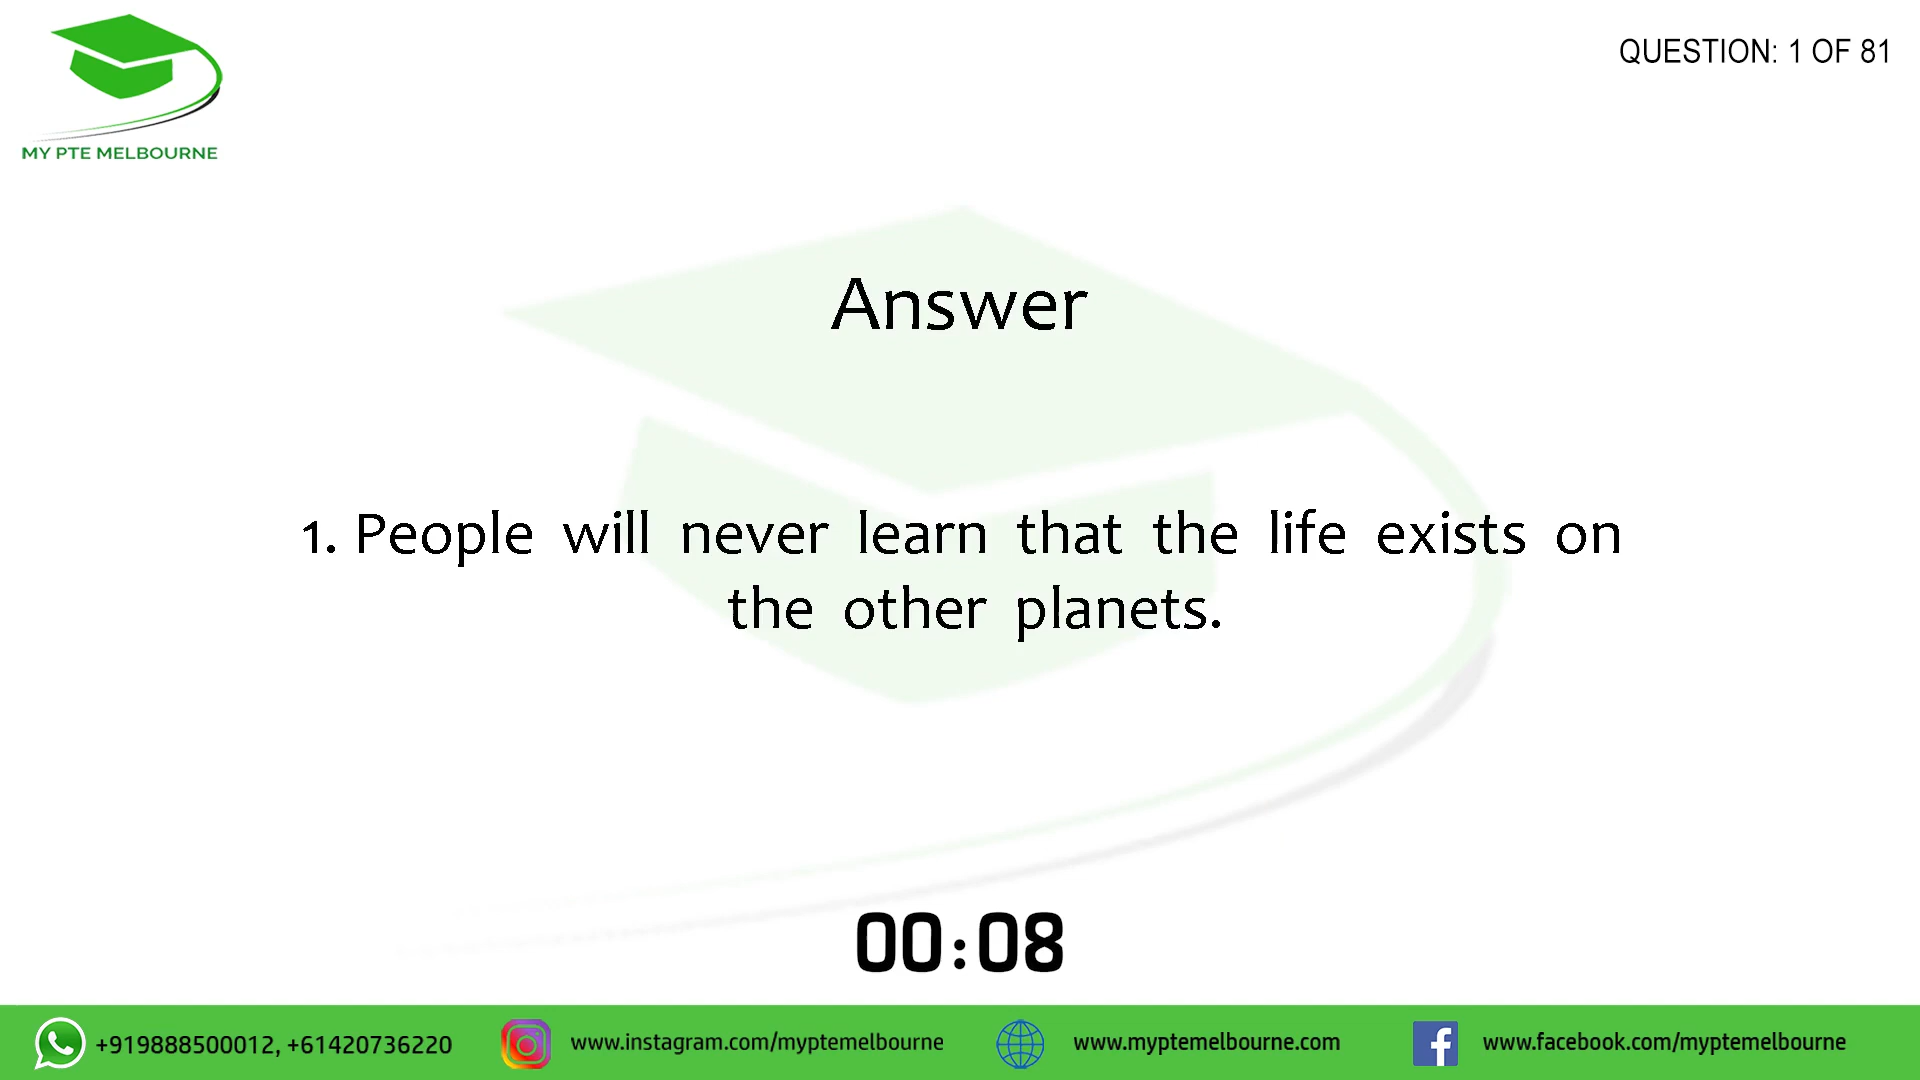 MY PTE MELBOURNE
QUESTION: 1 OF 81
Answer
1. People will never learn that the life exists on
the other planets.
00:08
+919888500012, +61420736220
www.instagram.com/myptemelbourne
www.myptemelbourne.com
www.facebook.com/myptemelbourne